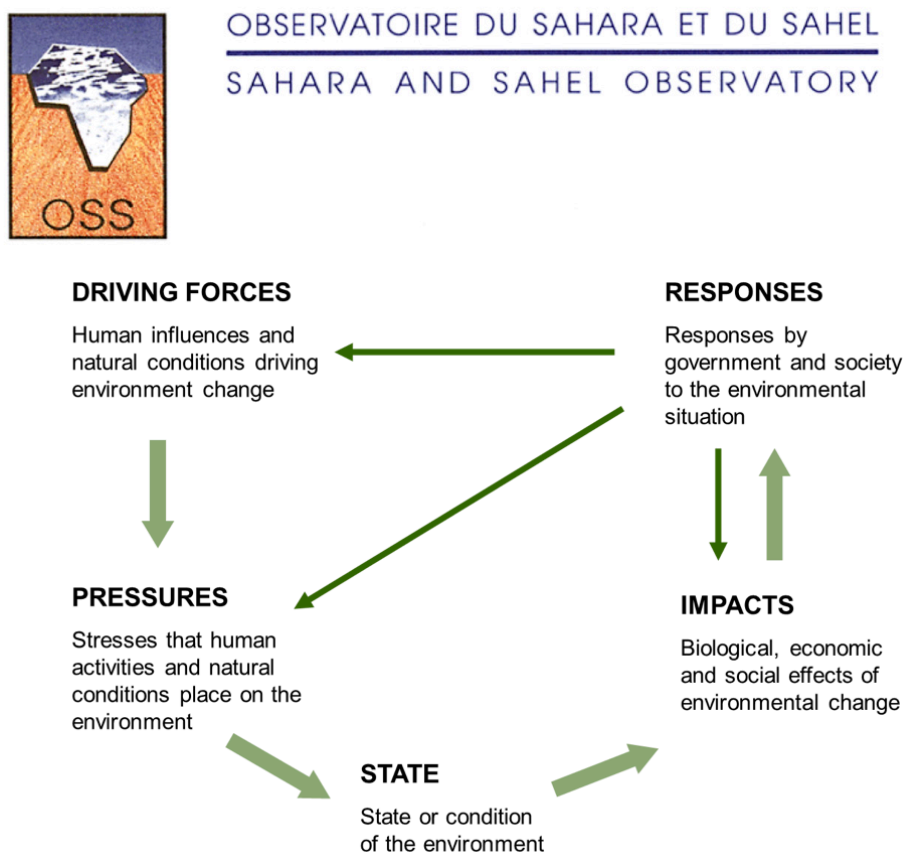 OBSERVATOIRE DU SAHARA ET DU SAHEL
SAHARA AND SAHEL OBSERVATORY
OSS
DRIVING FORCES
Human influences and
natural conditions driving
environment change
RESPONSES
Responses by
government and society
to the environmental
situation
PRESSURES
Stresses that human
activities and natural
conditions place on the
environment
IMPACTS
Biological, economic
and social effects of
environmental change
STATE
State or condition
of the environment